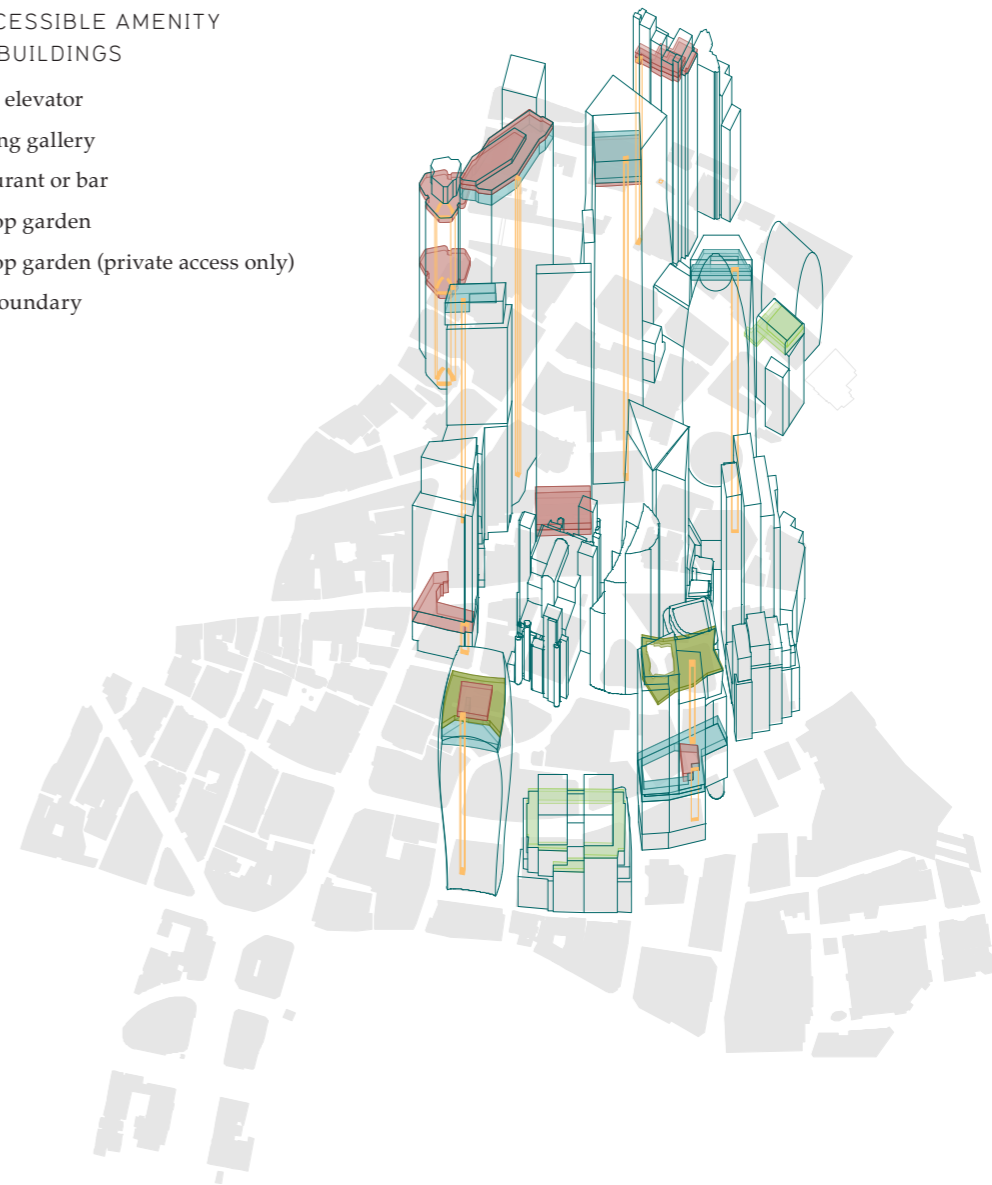 CESSIBLE AMENITY
BUILDINGS
elevator
ng gallery
urant or bar
op garden
op garden (private access only)
oundary